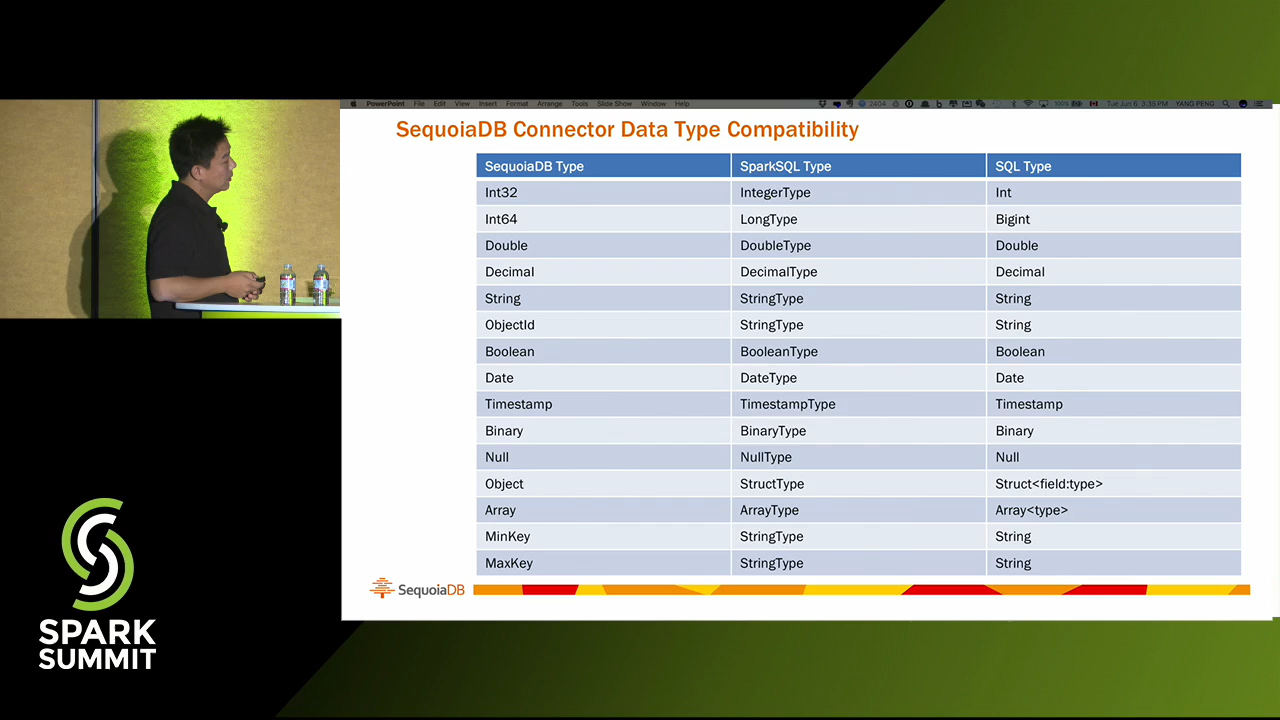 PowerPoint File Edit View Insert Format Arrange Tools Slide Show Window Help 2404 100% Tue Jun 6 3:35 PM YANG PENG
SequoiaDB Connector Data Type Compatibility
SequoiaDB Type SparkSQL Type SQL Type
Int32 IntegerType Int
Int64 LongType Bigint
Double DoubleType Double
Decimal DecimalType Decimal
String StringType String
ObjectId StringType String
Boolean BooleanType Boolean
Date DateType Date
Timestamp TimestampType Timestamp
Binary BinaryType Binary
Null NullType Null
Object StructType Struct<field:type>
Array ArrayType Array<type>
MinKey StringType String
MaxKey StringType String
SequoiaDB
SPARK
SUMMIT